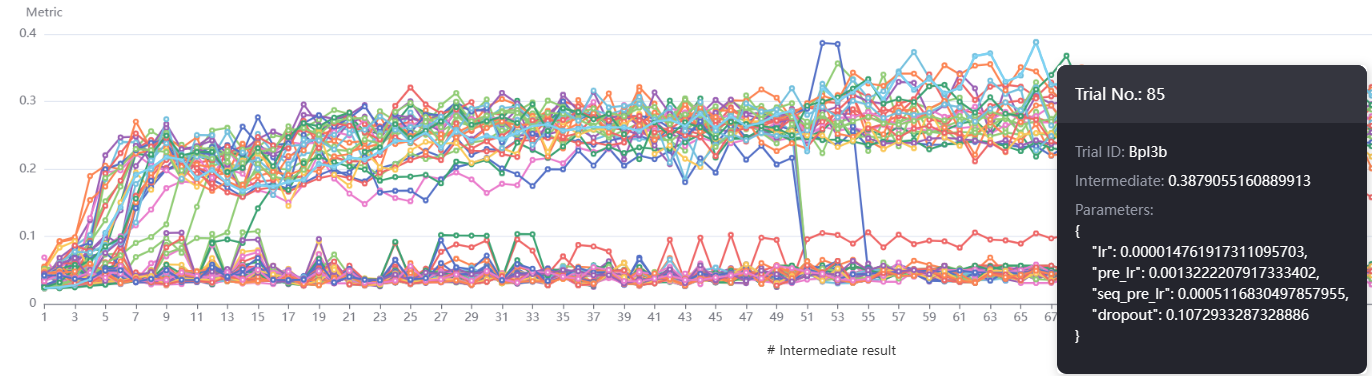 Metric
0.4
0.3
0.2
0.1
0
1 3 5 7 9 11 13 15 17 19 21 23 25 27 29 31 33 35 37 39 41 43 45 47 49 51 53 55 57 59 61 63 65 67
# Intermediate result
Trial No.: 85
Trial ID: Bpl3b
Intermediate: 0.3879055160889913
Parameters:
{
"lr": 0.000014761917311095703,
"pre_lr": 0.0013222207917333402,
"seq_pre_lr": 0.0005116830497857955,
"dropout": 0.1072933287328886
}